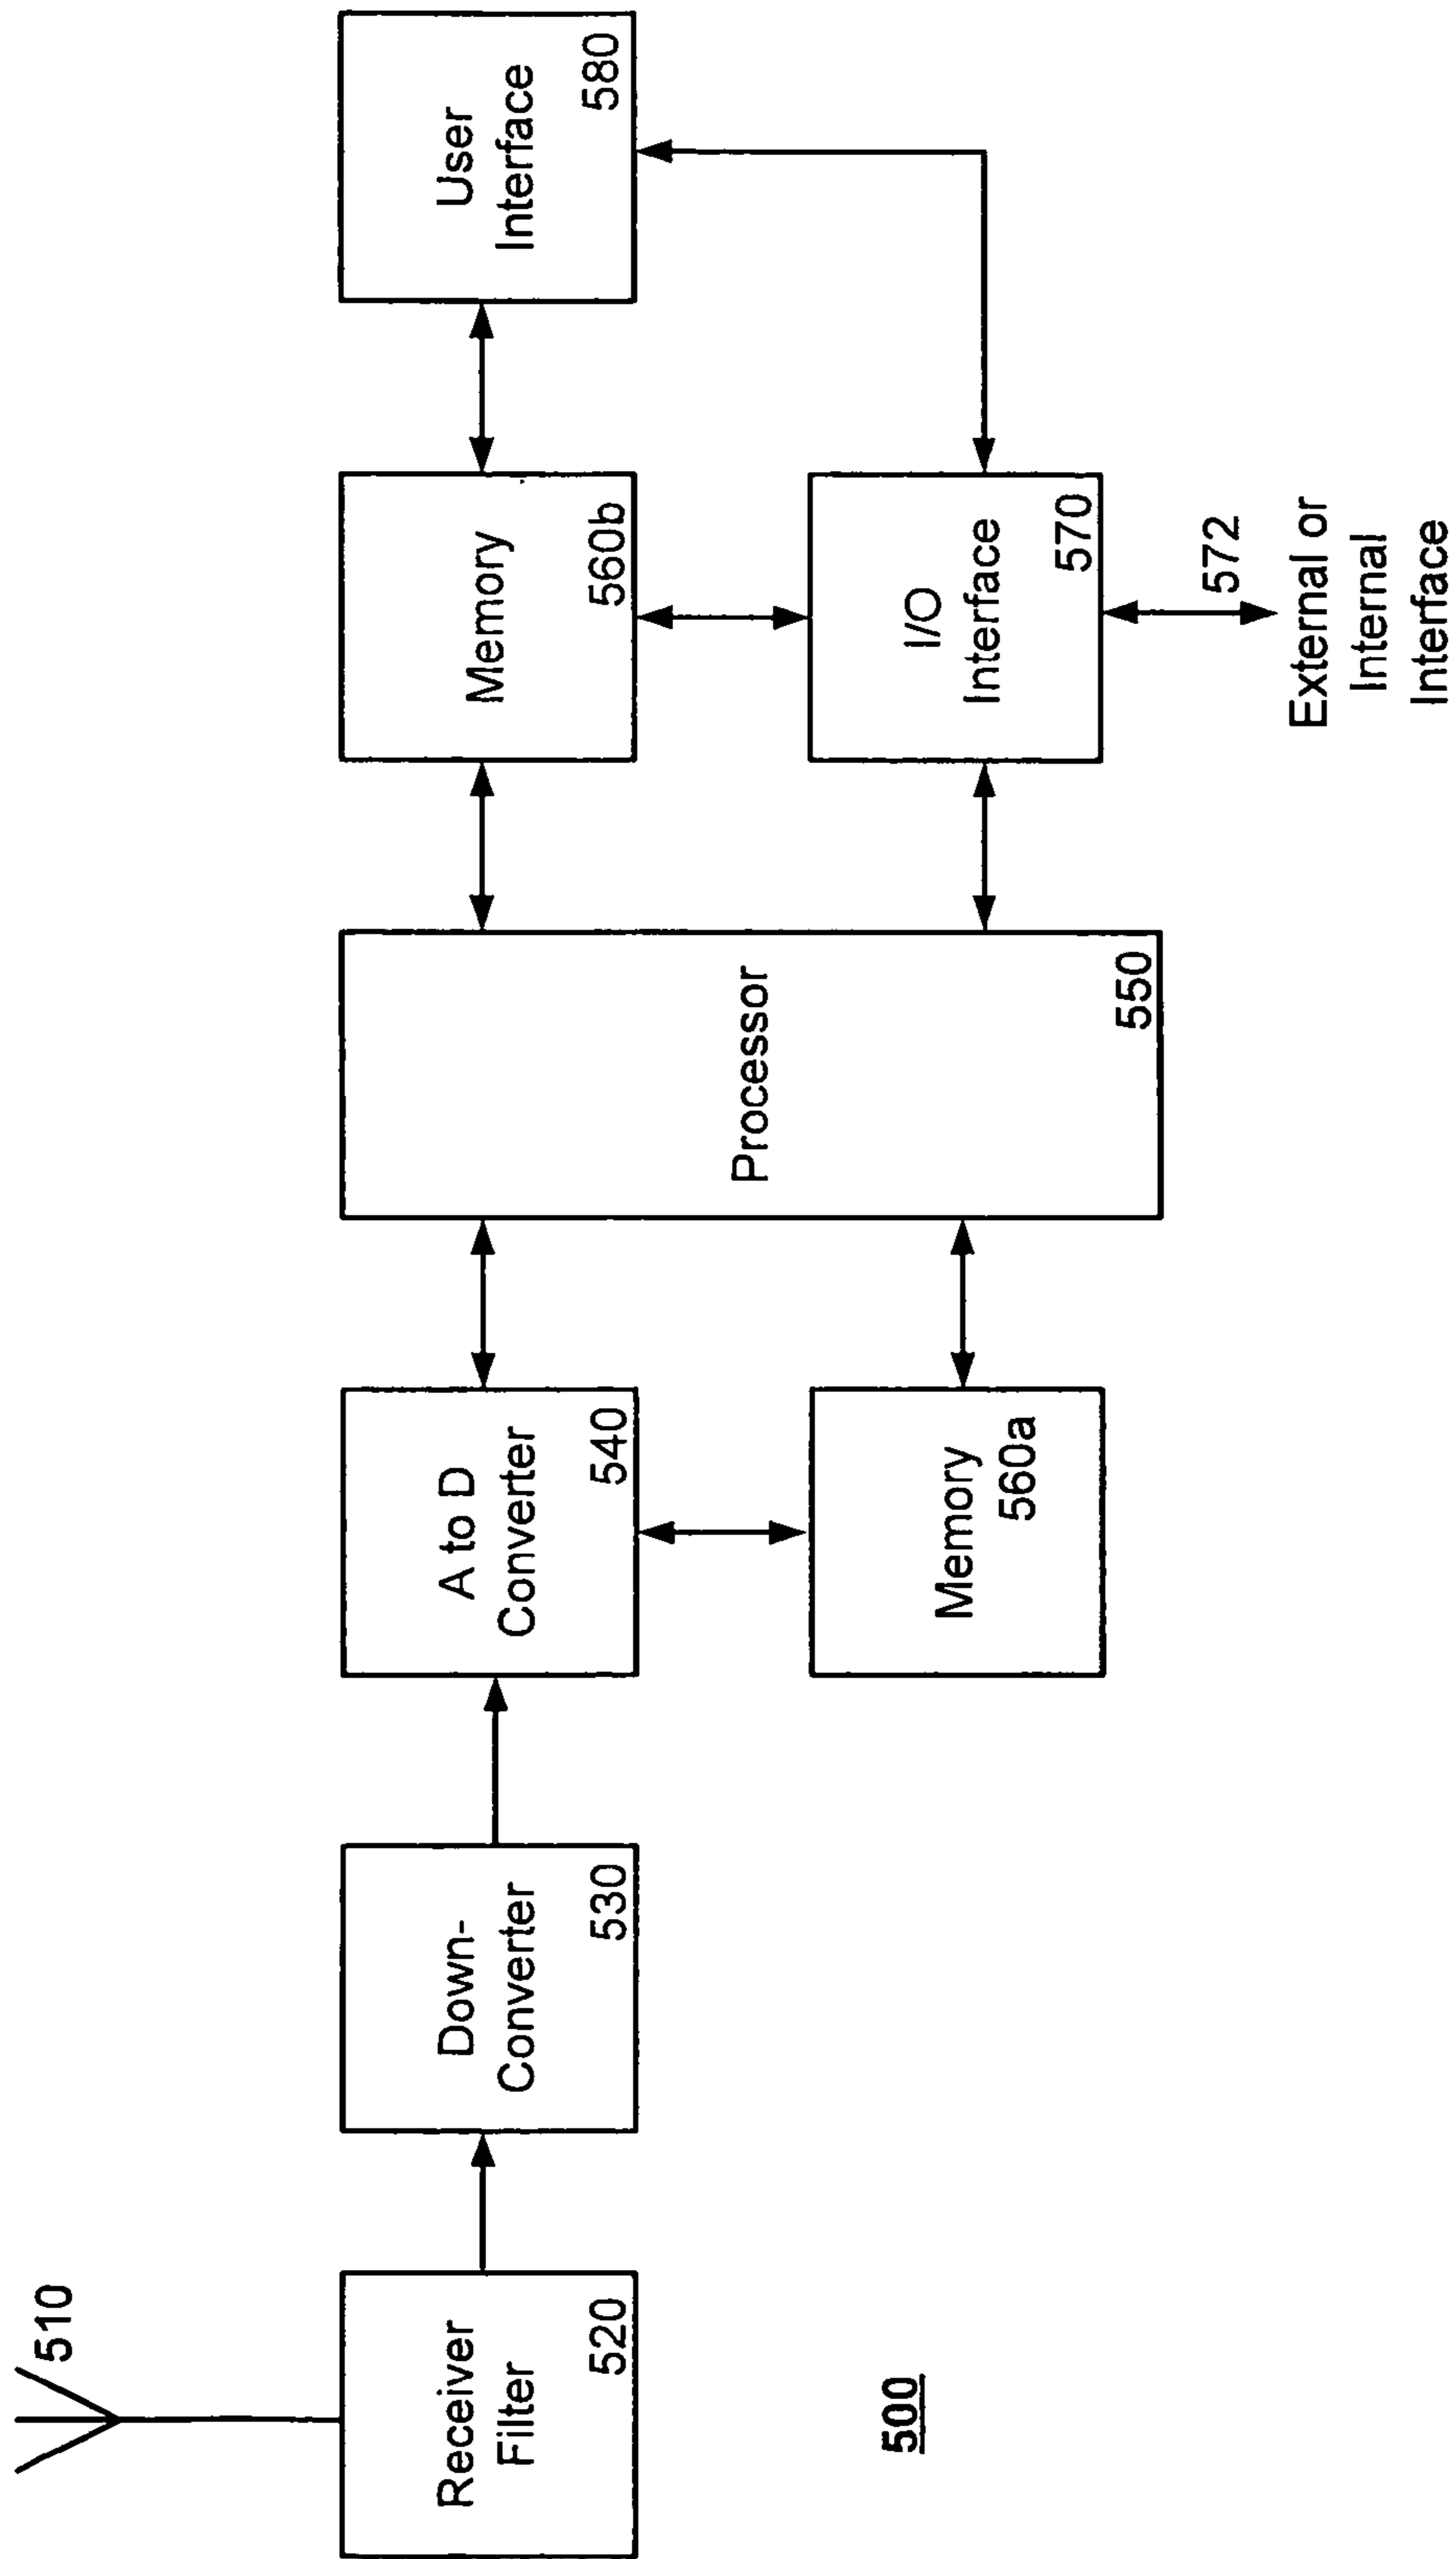 510
Receiver
Filter
520
Down-
Converter
530
A to D
Converter
540
Memory
560a
Processor
550
Memory
560b
I/O
Interface
570
572
External or
Internal
Interface
User
Interface
580
500